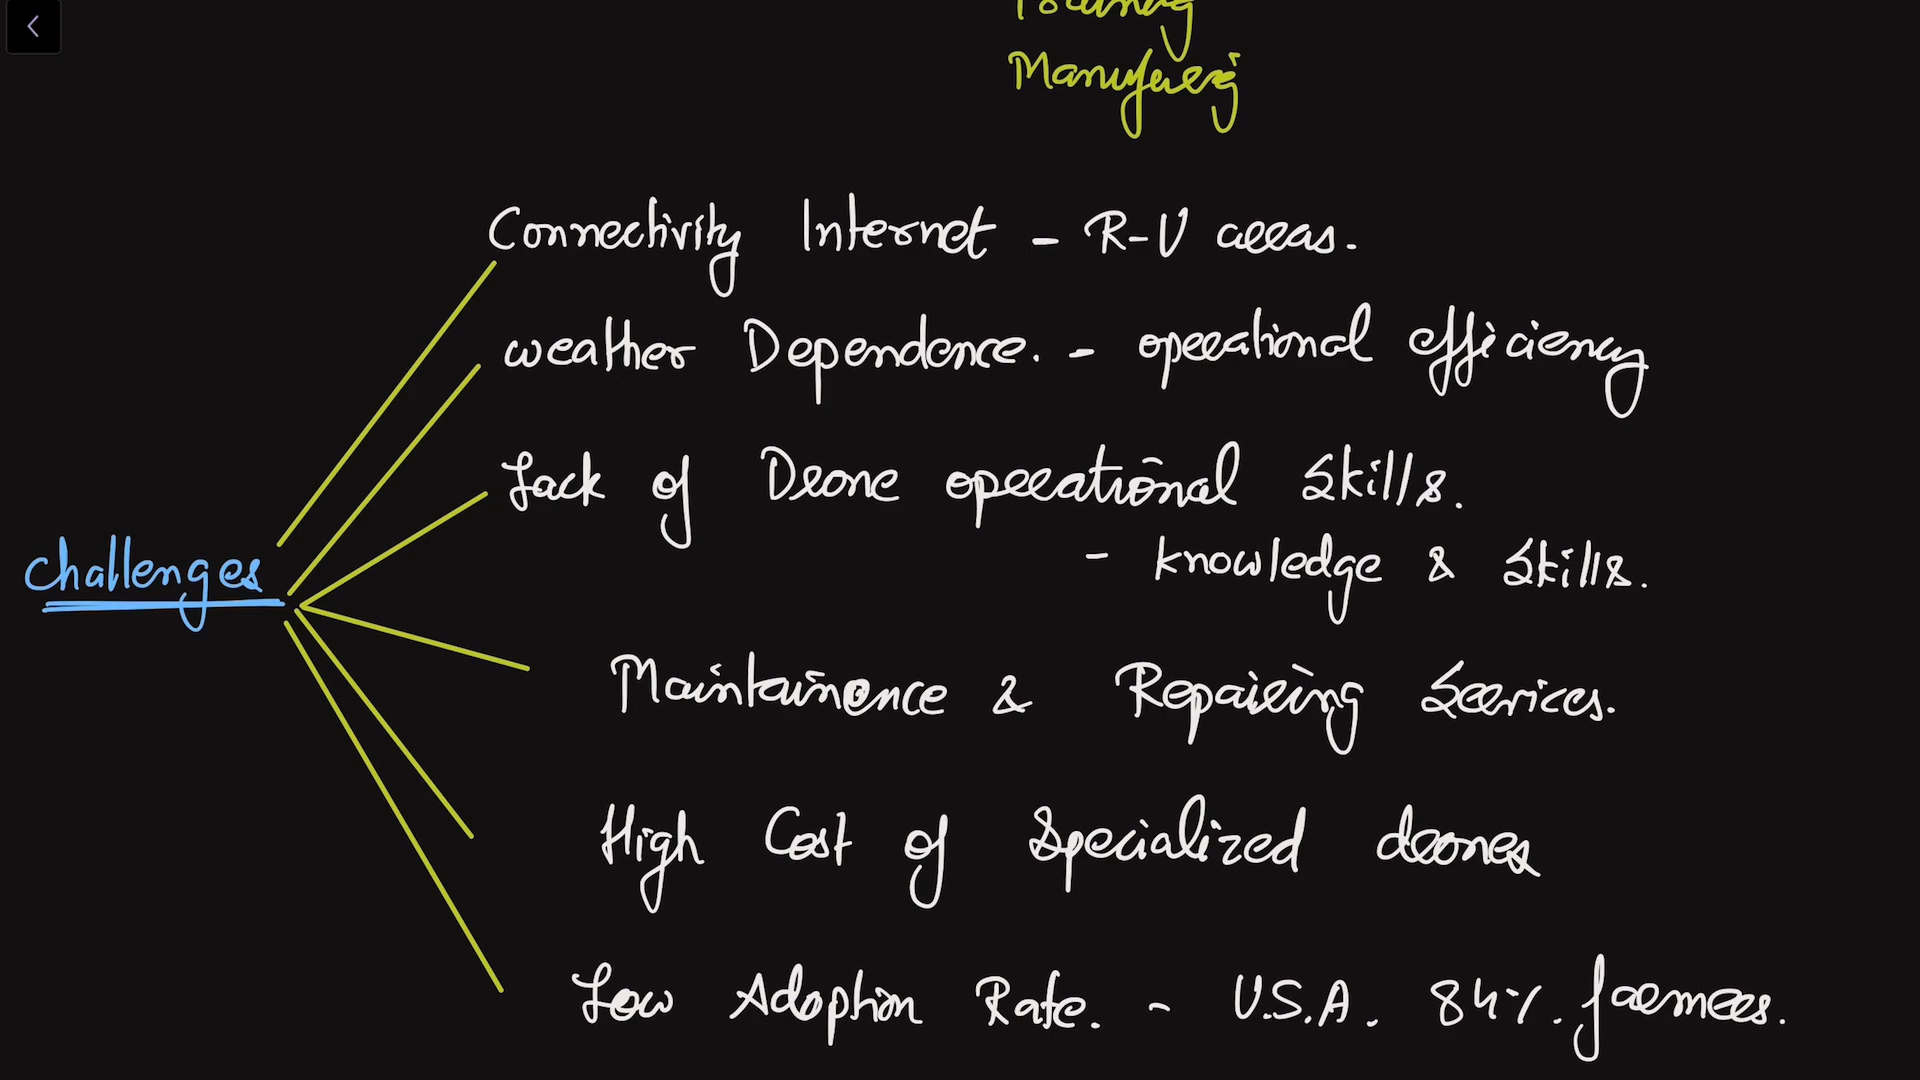 Connectivity Internet - R-U areas.
weather Dependence. - operational efficiency
Lack of Drone operational Skills.
- knowledge & Skills.
Challenges
Maintainence & Repairing Services.
High Cost of Specialized drones
Low Adoption Rate. - U.S.A. 84%. farmers.